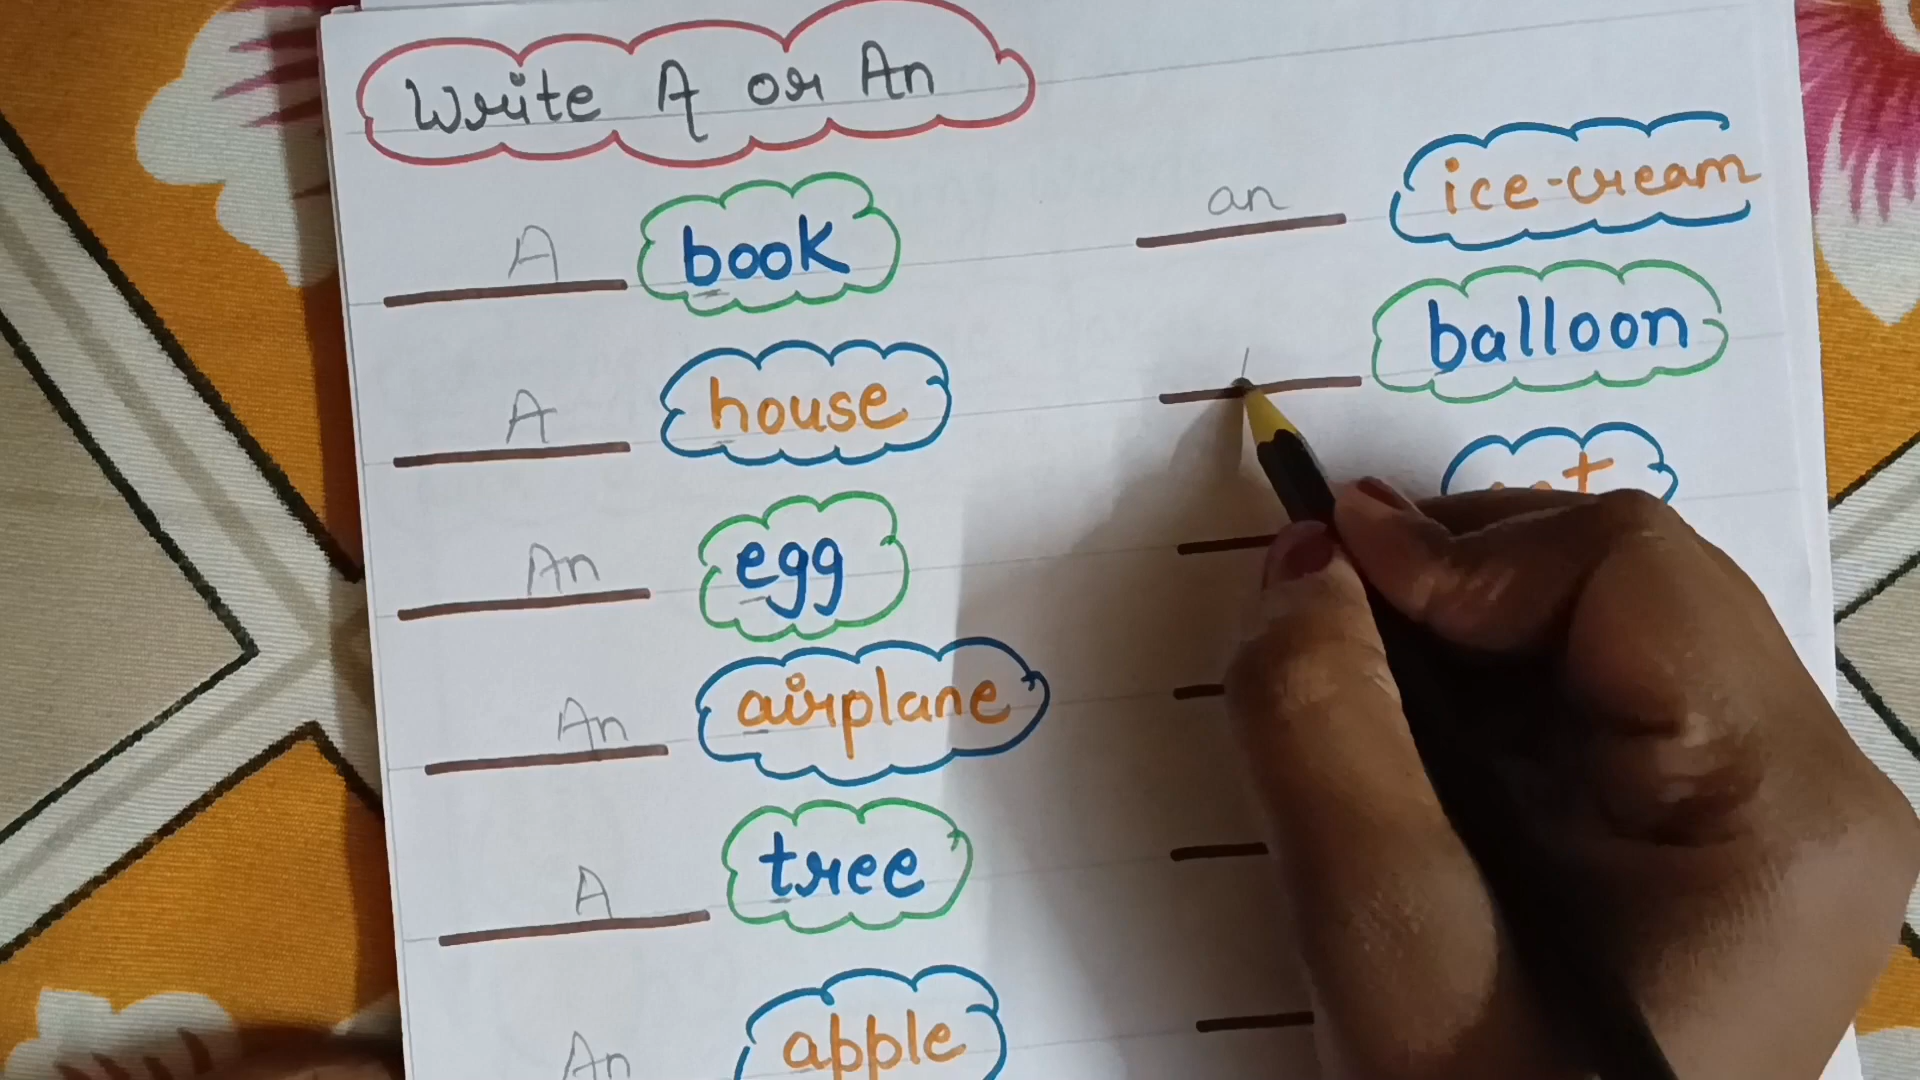 Write A or An
A book
an ice-cream
A house
balloon
An egg
An airplane
A tree
An apple